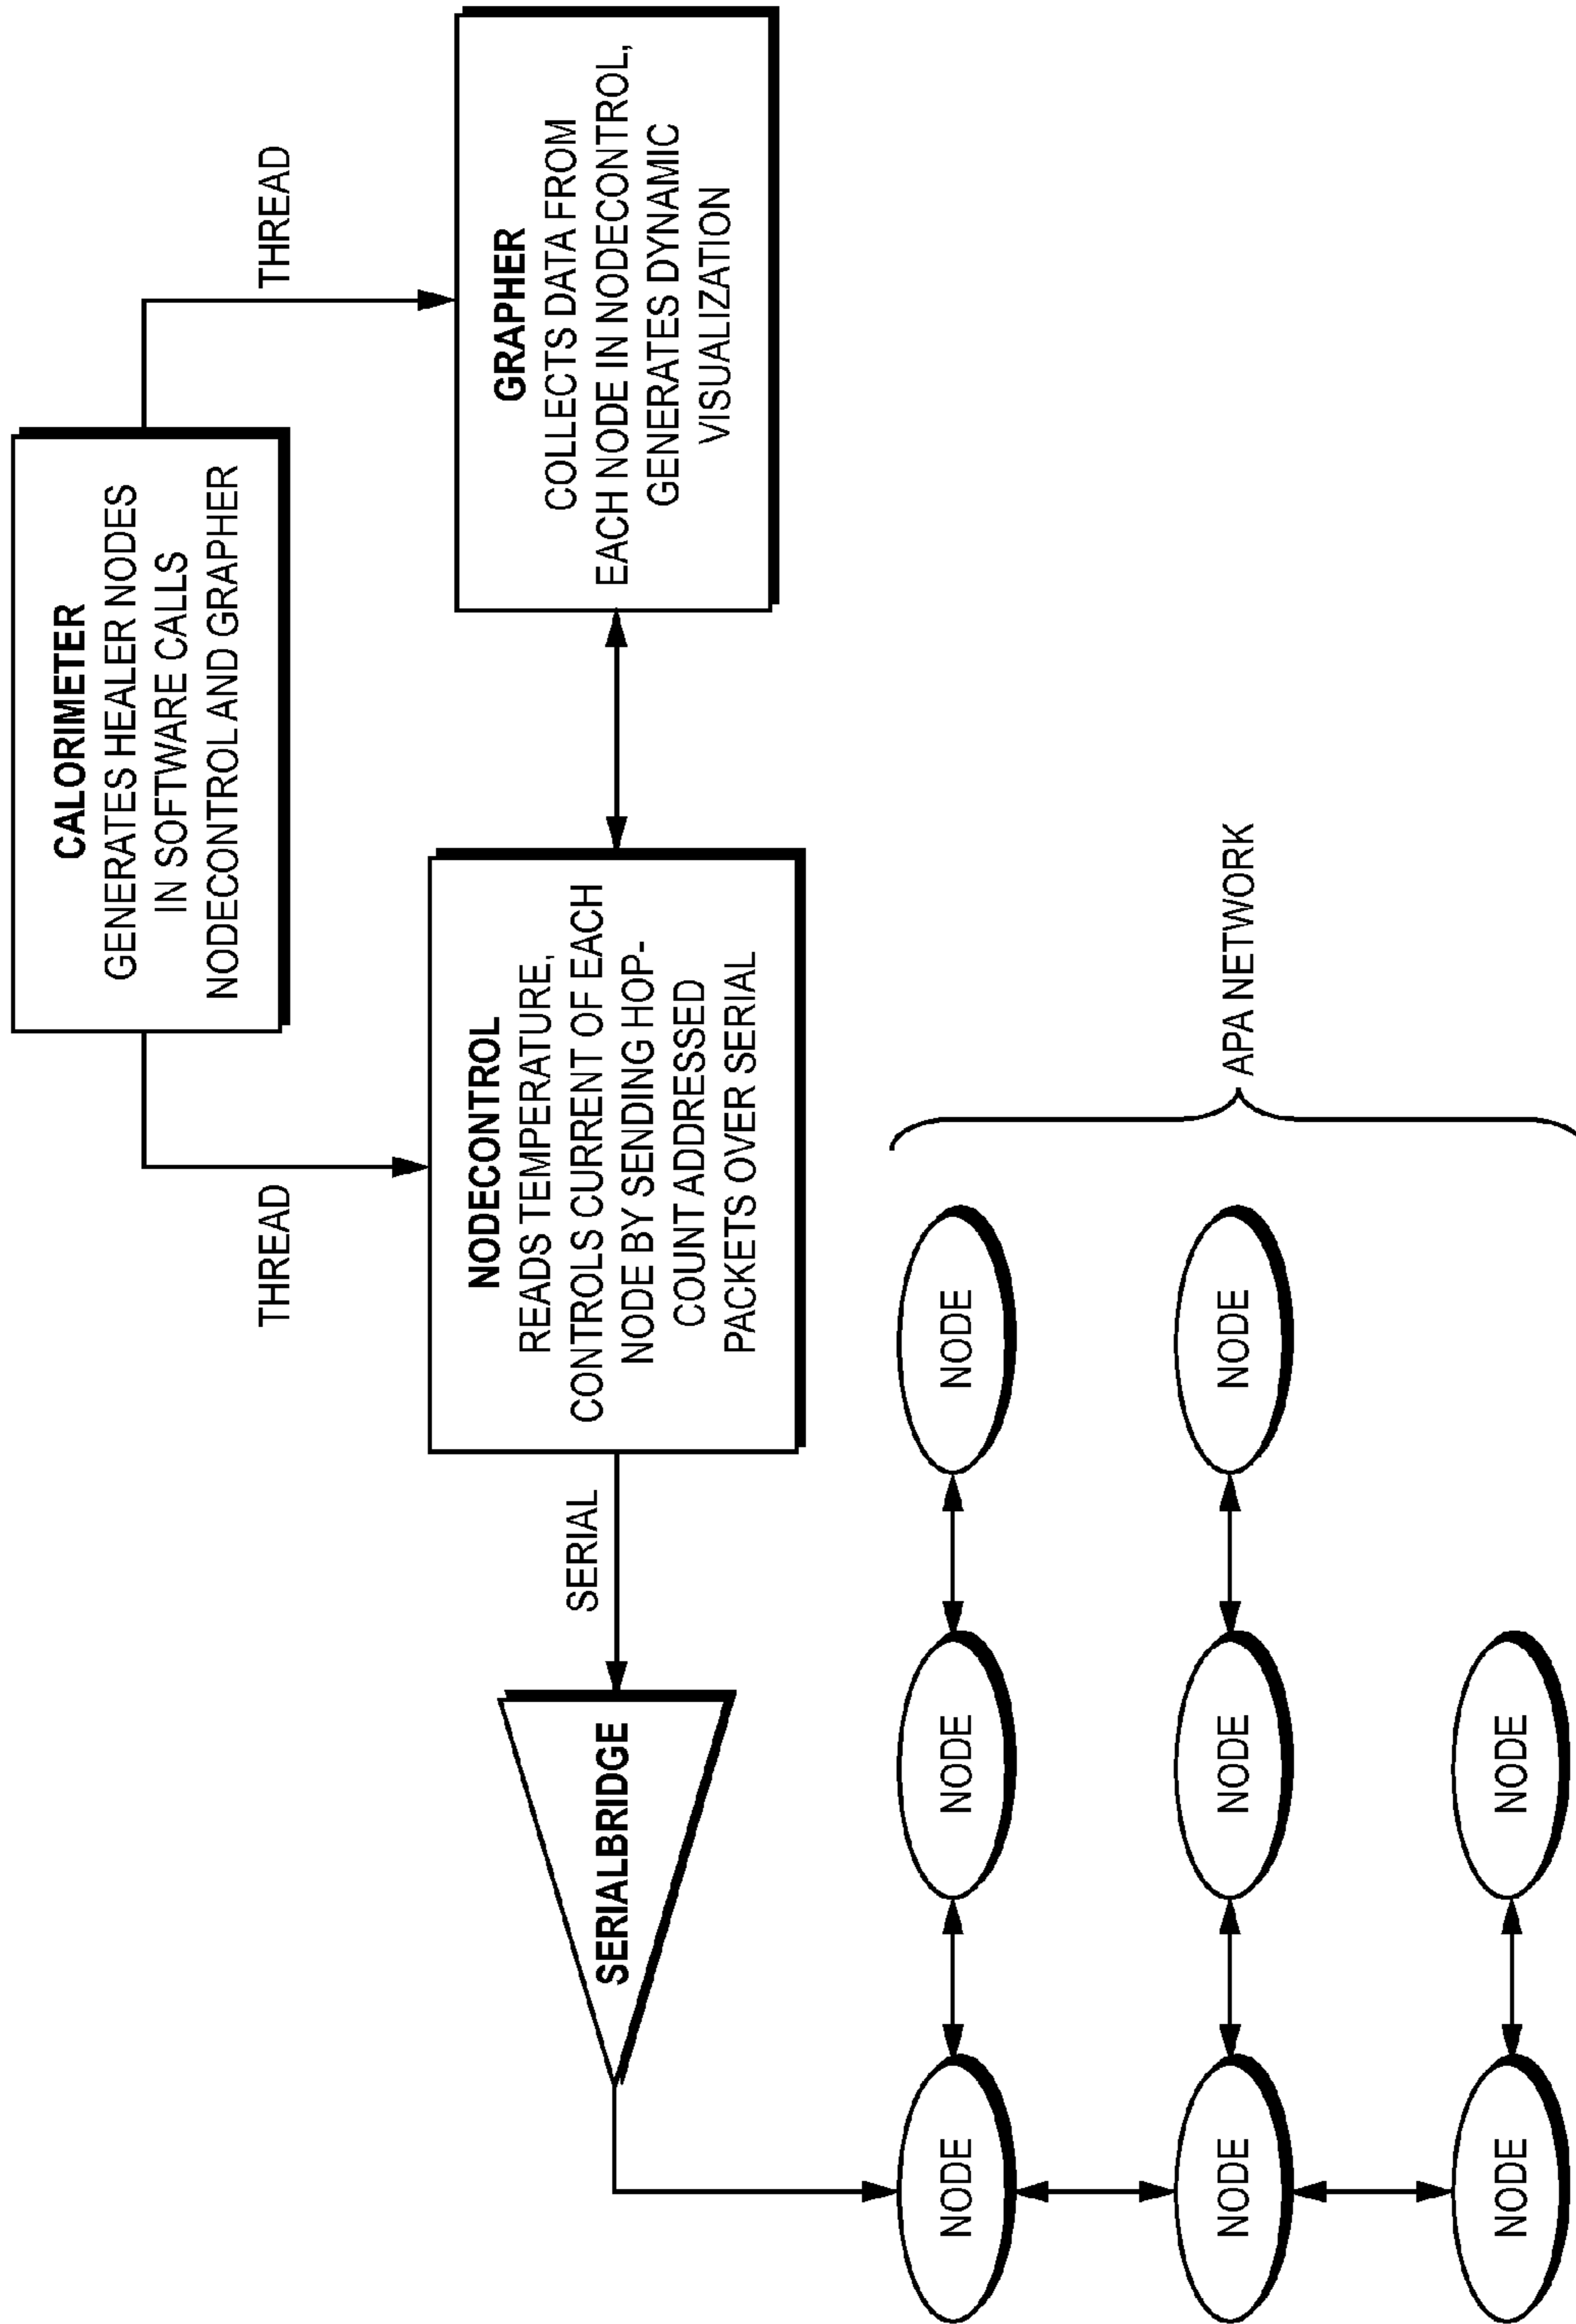 CALORIMETER
GENERATES HEALER NODES
IN SOFTWARE CALLS
NODECONTROL AND GRAPHER
THREAD
THREAD
NODECONTROL
READS TEMPERATURE,
CONTROLS CURRENT OF EACH
NODE BY SENDING HOP-
COUNT ADDRESSED
PACKETS OVER SERIAL
GRAPHER
COLLECTS DATA FROM
EACH NODE IN NODECONTROL,
GENERATES DYNAMIC
VISUALIZATION
SERIAL
SERIALBRIDGE
NODE
NODE
NODE
NODE
NODE
NODE
NODE
NODE
APA NETWORK